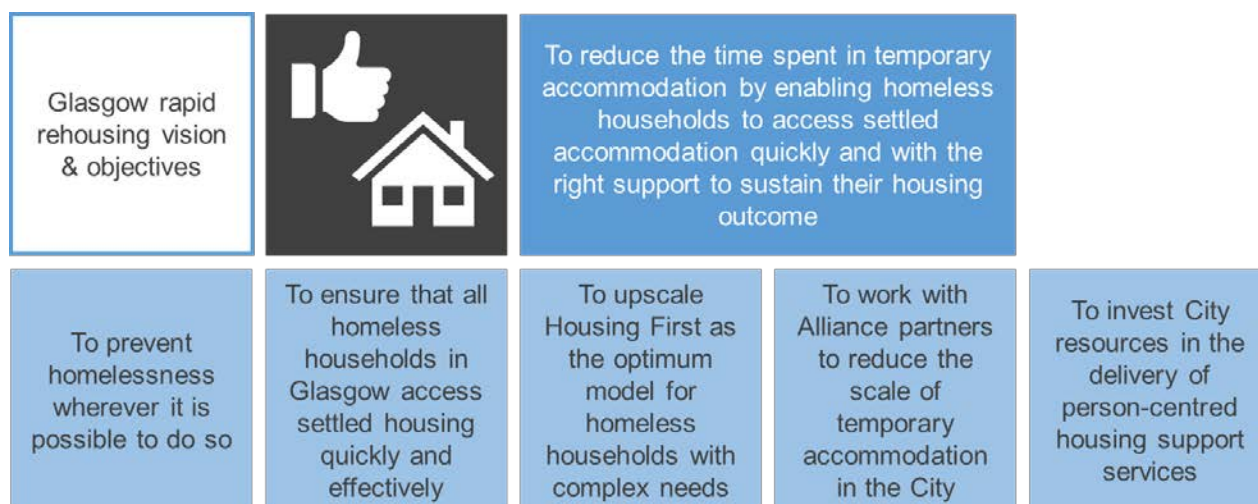 Glasgow rapid
rehousing vision
& objectives
To reduce the time spent in temporary
accommodation by enabling homeless
households to access settled
accommodation quickly and with the
right support to sustain their housing
outcome
To prevent
homelessness
wherever it is
possible to do so
To ensure that all
homeless
households in
Glasgow access
settled housing
quickly and
effectively
To upscale
Housing First as
the optimum
model for
homeless
households with
complex needs
To work with
Alliance partners
to reduce the
scale of
temporary
accommodation
in the City
To invest City
resources in the
delivery of
person-centred
housing support
services